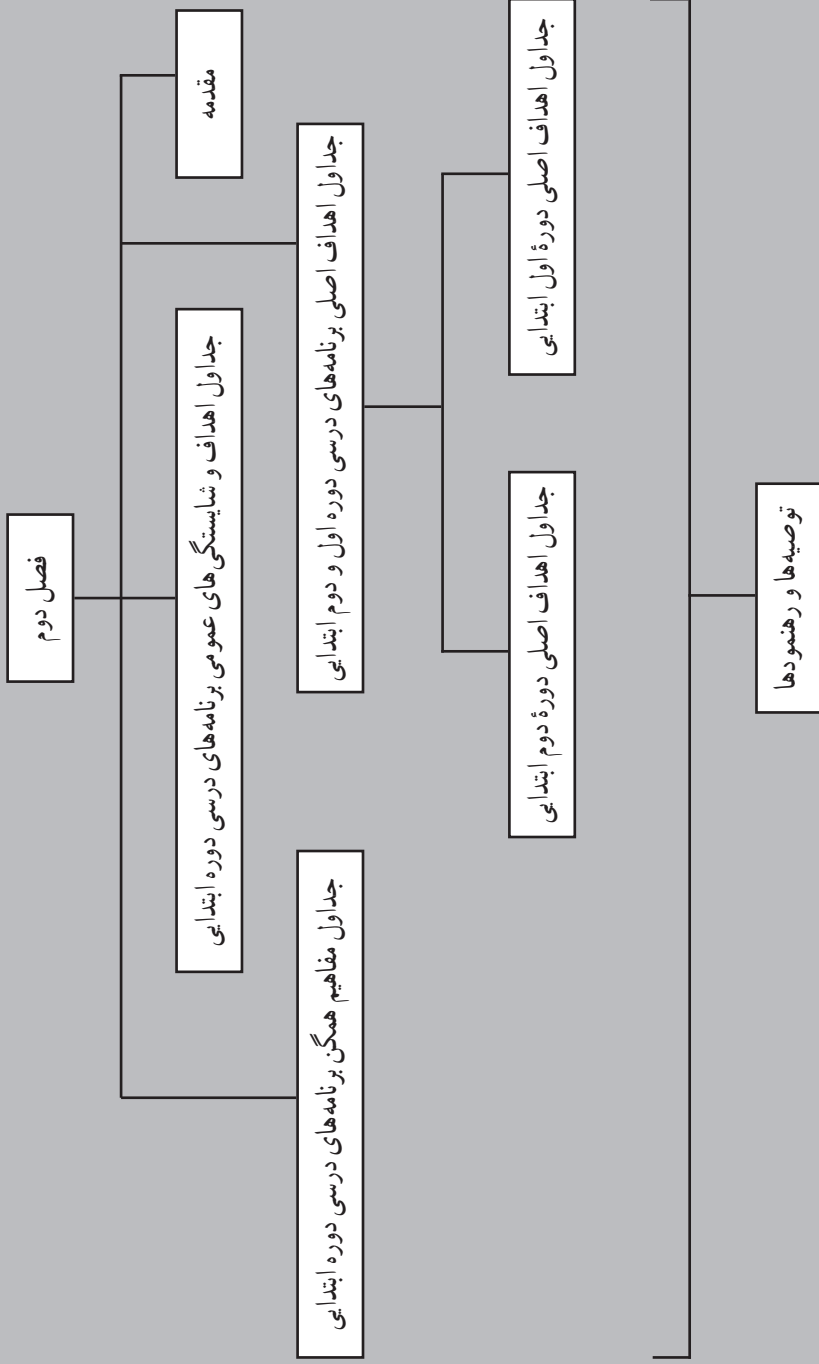 فصل دوم
مقدمه
جداول اهداف و شایستگی‌های عمومی برنامه‌های درسی دوره ابتدایی
جداول اهداف اصلی برنامه‌های درسی دوره اول و دوم ابتدایی
جداول مفاهیم همگن برنامه‌های درسی دوره ابتدایی
جداول اهداف اصلی دورهٔ اول ابتدایی
جداول اهداف اصلی دورهٔ دوم ابتدایی
توصیه‌ها و رهنمودها